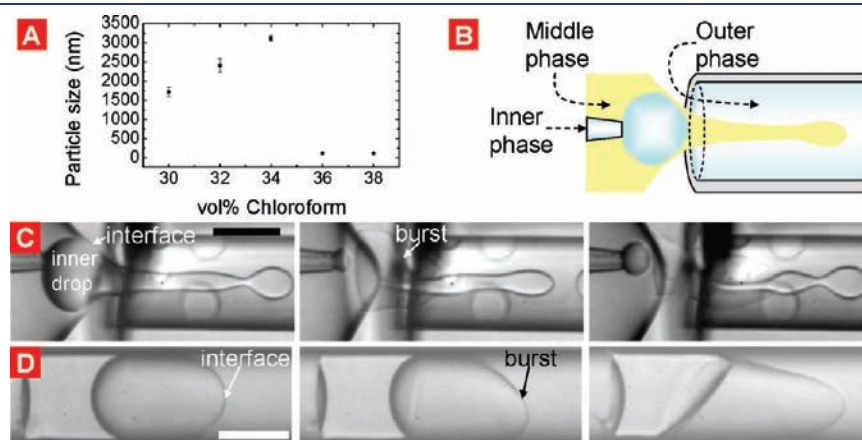 A
Particle size (nm)
3500
3000
2500
2000
1500
1000
500
0
30 32 34 36 38
vol% Chloroform
B
Middle phase
Outer phase
Inner phase
C
interface
inner drop
burst
D
interface
burst